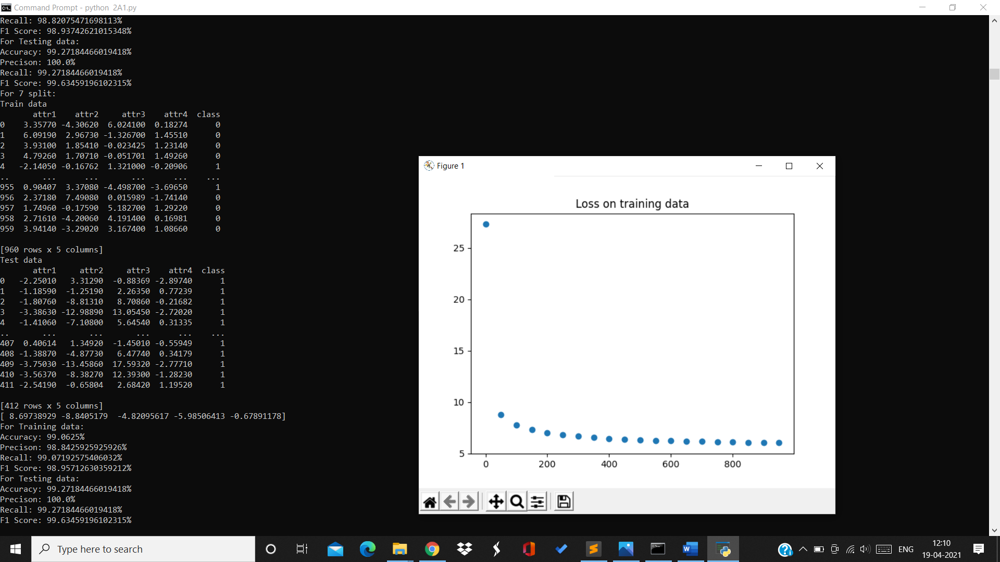 Command Prompt - python  2A1.py
Recall: 98.82075471698113%
F1 Score: 98.93742621015348%
For Testing data:
Accuracy: 99.27184466019418%
Precison: 100.0%
Recall: 99.27184466019418%
F1 Score: 99.63459196102315%
For 7 split:
Train data
attr1 attr2 attr3 attr4 class
0 3.35770 -4.30620 6.024100 0.18274 0
1 6.09190 2.96730 -1.326700 1.45510 0
2 3.93100 1.85410 -0.023425 1.23140 0
3 4.79260 1.70710 -0.051701 1.49260 0
4 -2.14050 -0.16762 1.321000 -0.20906 1
.. ... ... ... ... ...
955 0.90407 3.37080 -4.498700 -3.69650 1
956 2.37180 7.49080 0.015989 -1.74140 0
957 1.74960 -0.17590 5.182700 1.29220 0
958 2.71610 -4.20060 4.191400 0.16981 0
959 3.94140 -3.29020 3.167400 1.08660 0
[960 rows x 5 columns]
Test data
attr1 attr2 attr3 attr4 class
0 -2.25010 3.31290 -0.88369 -2.89740 1
1 -1.18590 -1.25190 2.26350 0.77239 1
2 -1.80760 -8.81310 8.70860 -0.21682 1
3 -3.38630 -12.98890 13.05450 -2.72020 1
4 -1.41060 -7.10800 5.64540 0.31335 1
.. ... ... ... ... ...
407 0.40614 1.34920 -1.45010 -0.55949 1
408 -1.38870 -4.87730 6.47740 0.34179 1
409 -3.75030 -13.45860 17.59320 -2.77710 1
410 -3.56370 -8.38270 12.39300 -1.28230 1
411 -2.54190 -0.65804 2.68420 1.19520 1
[412 rows x 5 columns]
[ 8.69738929 -8.8405179  -4.82095617 -5.98506413 -0.67891178]
For Training data:
Accuracy: 99.0625%
Precison: 98.8425925925926%
Recall: 99.07192575406032%
F1 Score: 98.95712630359212%
For Testing data:
Accuracy: 99.27184466019418%
Precison: 100.0%
Recall: 99.27184466019418%
F1 Score: 99.63459196102315%
Figure 1
Loss on training data
25
20
15
10
5
0 200 400 600 800
Type here to search
ENG
12:10
19-04-2021